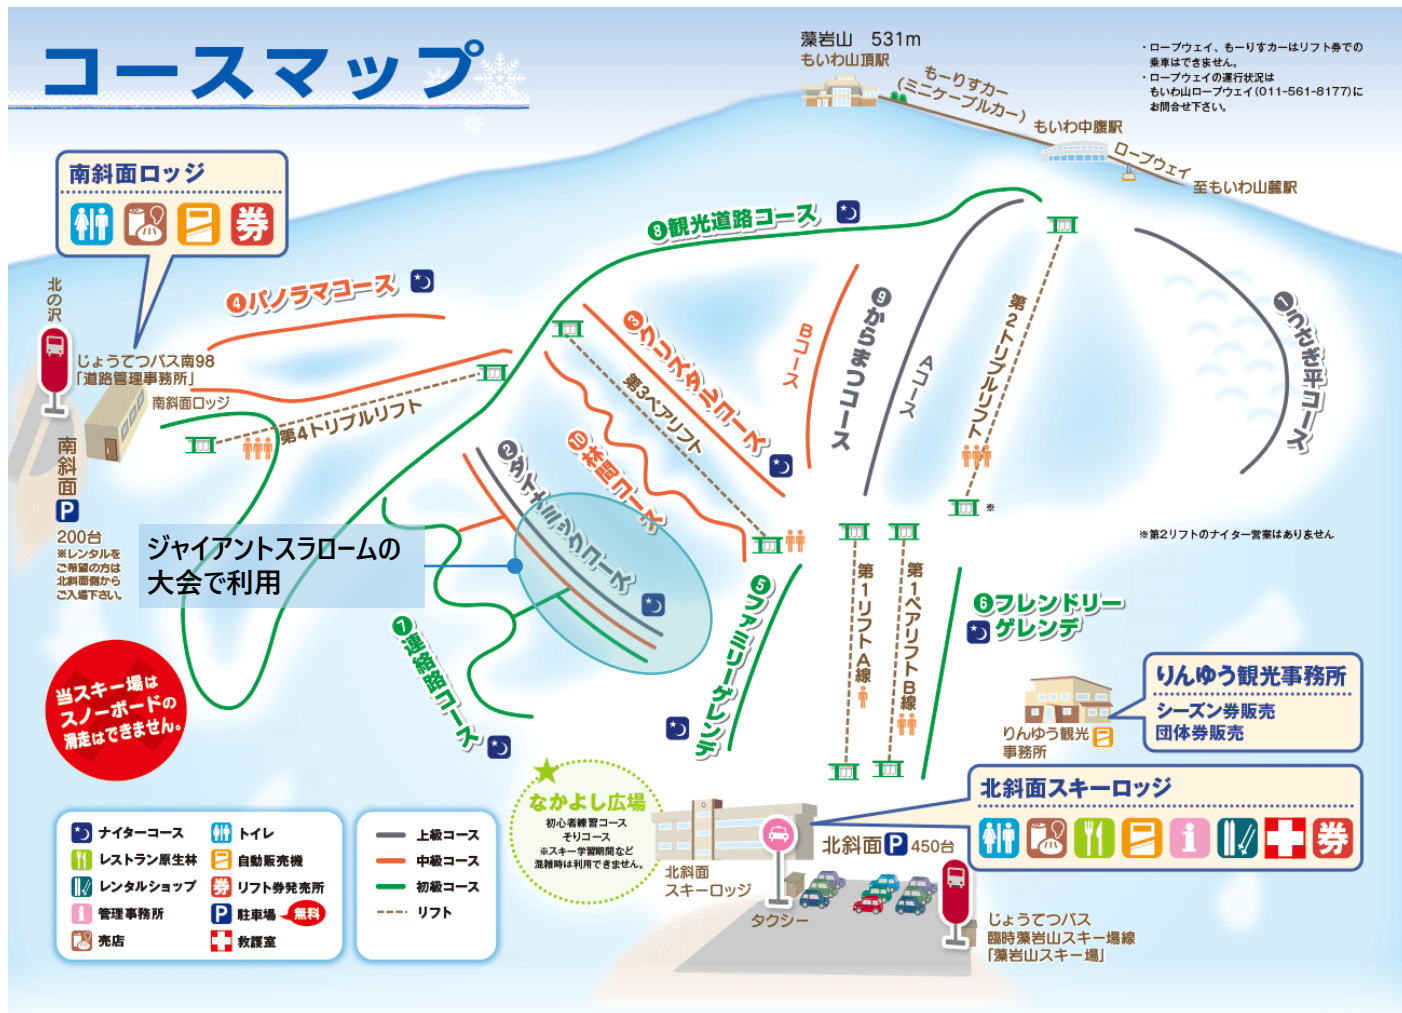 コースマップ
藻岩山 531m
もいわ山頂駅
もーりすカー
(ミニケーブルカー)
もいわ中腹駅
ロープウェイ
至もいわ山麓駅
・ロープウェイ、もーりすカーはリフト券での
乗車はできません。
・ロープウェイの運行状況は
もいわ山ロープウェイ(011-561-8177)に
お問合せ下さい。
南斜面ロッジ
券
北の沢
じょうてつバス南98
「道路管理事務所」
南斜面ロッジ
南斜面
P
200台
※レンタルを
ご希望の方は
北斜面側から
ご入場下さい。
❹パノラマコース
第4トリプルリフト
❽観光道路コース
❸クリスタルコース
第3ペアリフト
❿林間コース
❷ダイナミックコース
Bコース
❾からまつコース
Aコース
第2トリプルリフト
※
❶うさぎ平コース
※第2リフトのナイター営業はありません
ジャイアントスラロームの
大会で利用
❼連絡路コース
❺ファミリーゲレンデ
第1リフトA線
第1ペアリフトB線
❻フレンドリー
ゲレンデ
当スキー場は
スノーボードの
滑走はできません。
りんゆう観光
事務所
りんゆう観光事務所
シーズン券販売
団体券販売
北斜面スキーロッジ
i
券
なかよし広場
初心者練習コース
そりコース
※スキー学習期間など
混雑時は利用できません。
北斜面
スキーロッジ
タクシー
北斜面 P 450台
じょうてつバス
臨時藻岩山スキー場線
「藻岩山スキー場」
ナイターコース
レストラン原生林
レンタルショップ
i 管理事務所
売店
トイレ
自動販売機
券 リフト券発売所
P 駐車場 無料
救護室
上級コース
中級コース
初級コース
リフト